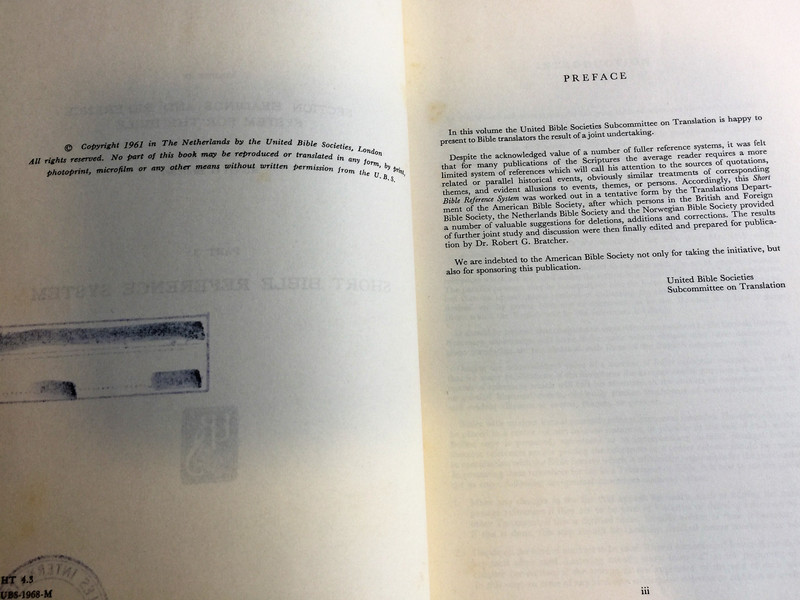 © Copyright 1961 in The Netherlands by the United Bible Societies, London
All rights reserved. No part of this book may be reproduced or translated in any form, by print,
photoprint, microfilm or any other means without written permission from the U.B.S.
HT 4.3
UBS-1968-M
PREFACE
In this volume the United Bible Societies Subcommittee on Translation is happy to
present to Bible translators the result of a joint undertaking.
Despite the acknowledged value of a number of fuller reference systems, it was felt
that for many publications of the Scriptures the average reader requires a more
limited system of references which will call his attention to the sources of quotations,
related or parallel historical events, obviously similar treatments of corresponding
themes, and evident allusions to events, themes, or persons. Accordingly, this Short
Bible Reference System was worked out in a tentative form by the Translations Depart-
ment of the American Bible Society, after which persons in the British and Foreign
Bible Society, the Netherlands Bible Society and the Norwegian Bible Society provided
a number of valuable suggestions for deletions, additions and corrections. The results
of further joint study and discussion were then finally edited and prepared for publica-
tion by Dr. Robert G. Bratcher.
We are indebted to the American Bible Society not only for taking the initiative, but
also for sponsoring this publication.
United Bible Societies
Subcommittee on Translation
iii